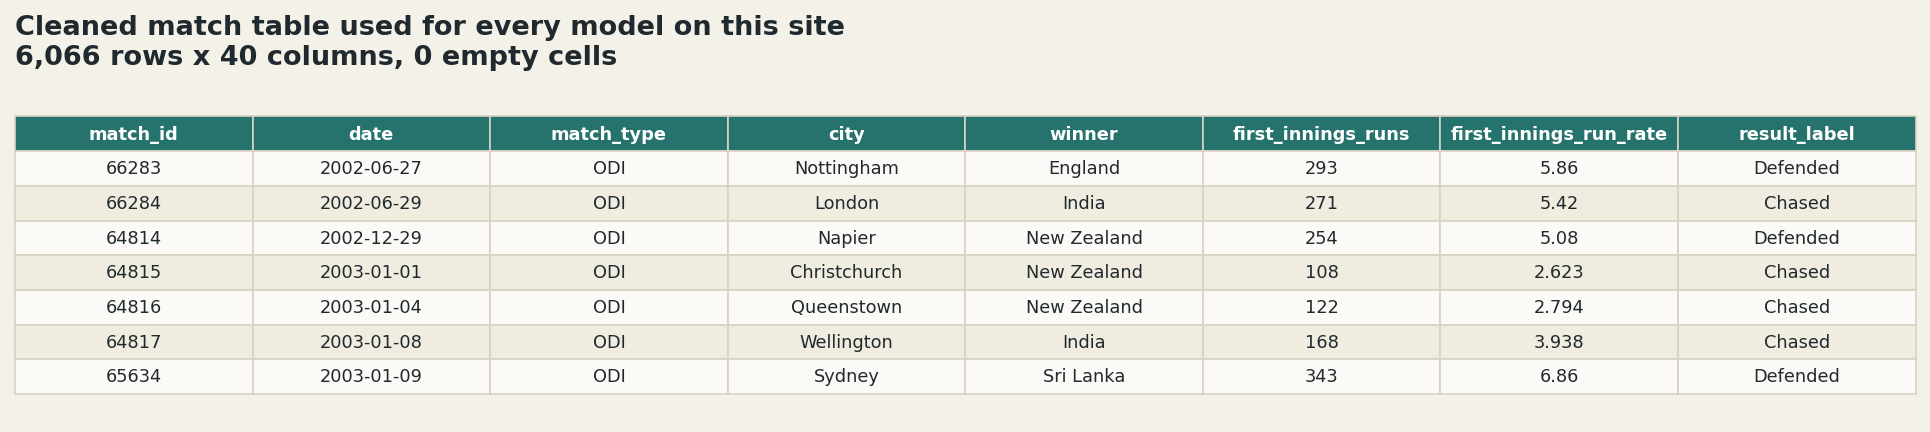 Cleaned match table used for every model on this site
6,066 rows x 40 columns, 0 empty cells
match_id date match_type city winner first_innings_runs first_innings_run_rate result_label
66283 2002-06-27 ODI Nottingham England 293 5.86 Defended
66284 2002-06-29 ODI London India 271 5.42 Chased
64814 2002-12-29 ODI Napier New Zealand 254 5.08 Defended
64815 2003-01-01 ODI Christchurch New Zealand 108 2.623 Chased
64816 2003-01-04 ODI Queenstown New Zealand 122 2.794 Chased
64817 2003-01-08 ODI Wellington India 168 3.938 Chased
65634 2003-01-09 ODI Sydney Sri Lanka 343 6.86 Defended